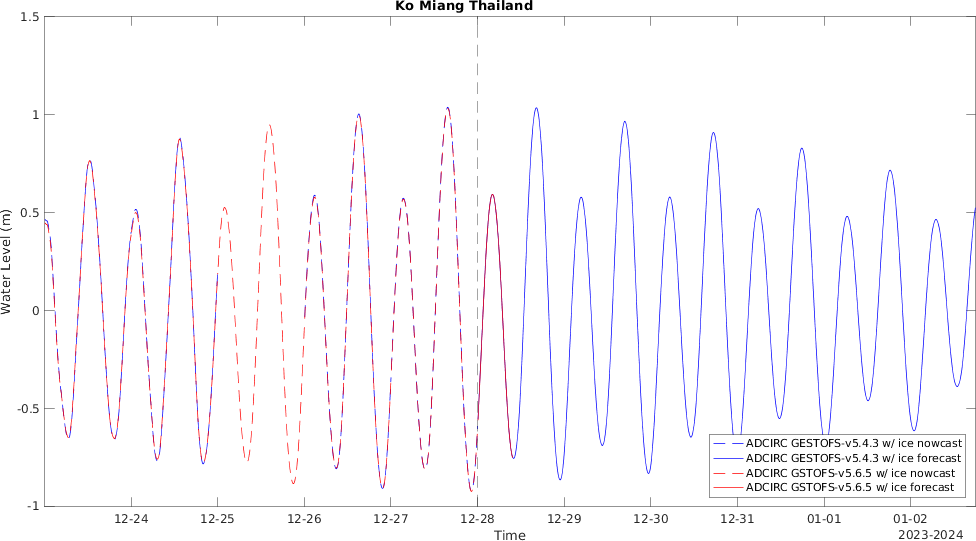 Ko Miang Thailand
1.5
1
0.5
0
-0.5
-1
Water Level (m)
12-24 12-25 12-26 12-27 12-28 12-29 12-30 12-31 01-01 01-02
Time
2023-2024
ADCIRC GESTOFS-v5.4.3 w/ ice nowcast
ADCIRC GESTOFS-v5.4.3 w/ ice forecast
ADCIRC GSTOFS-v5.6.5 w/ ice nowcast
ADCIRC GSTOFS-v5.6.5 w/ ice forecast